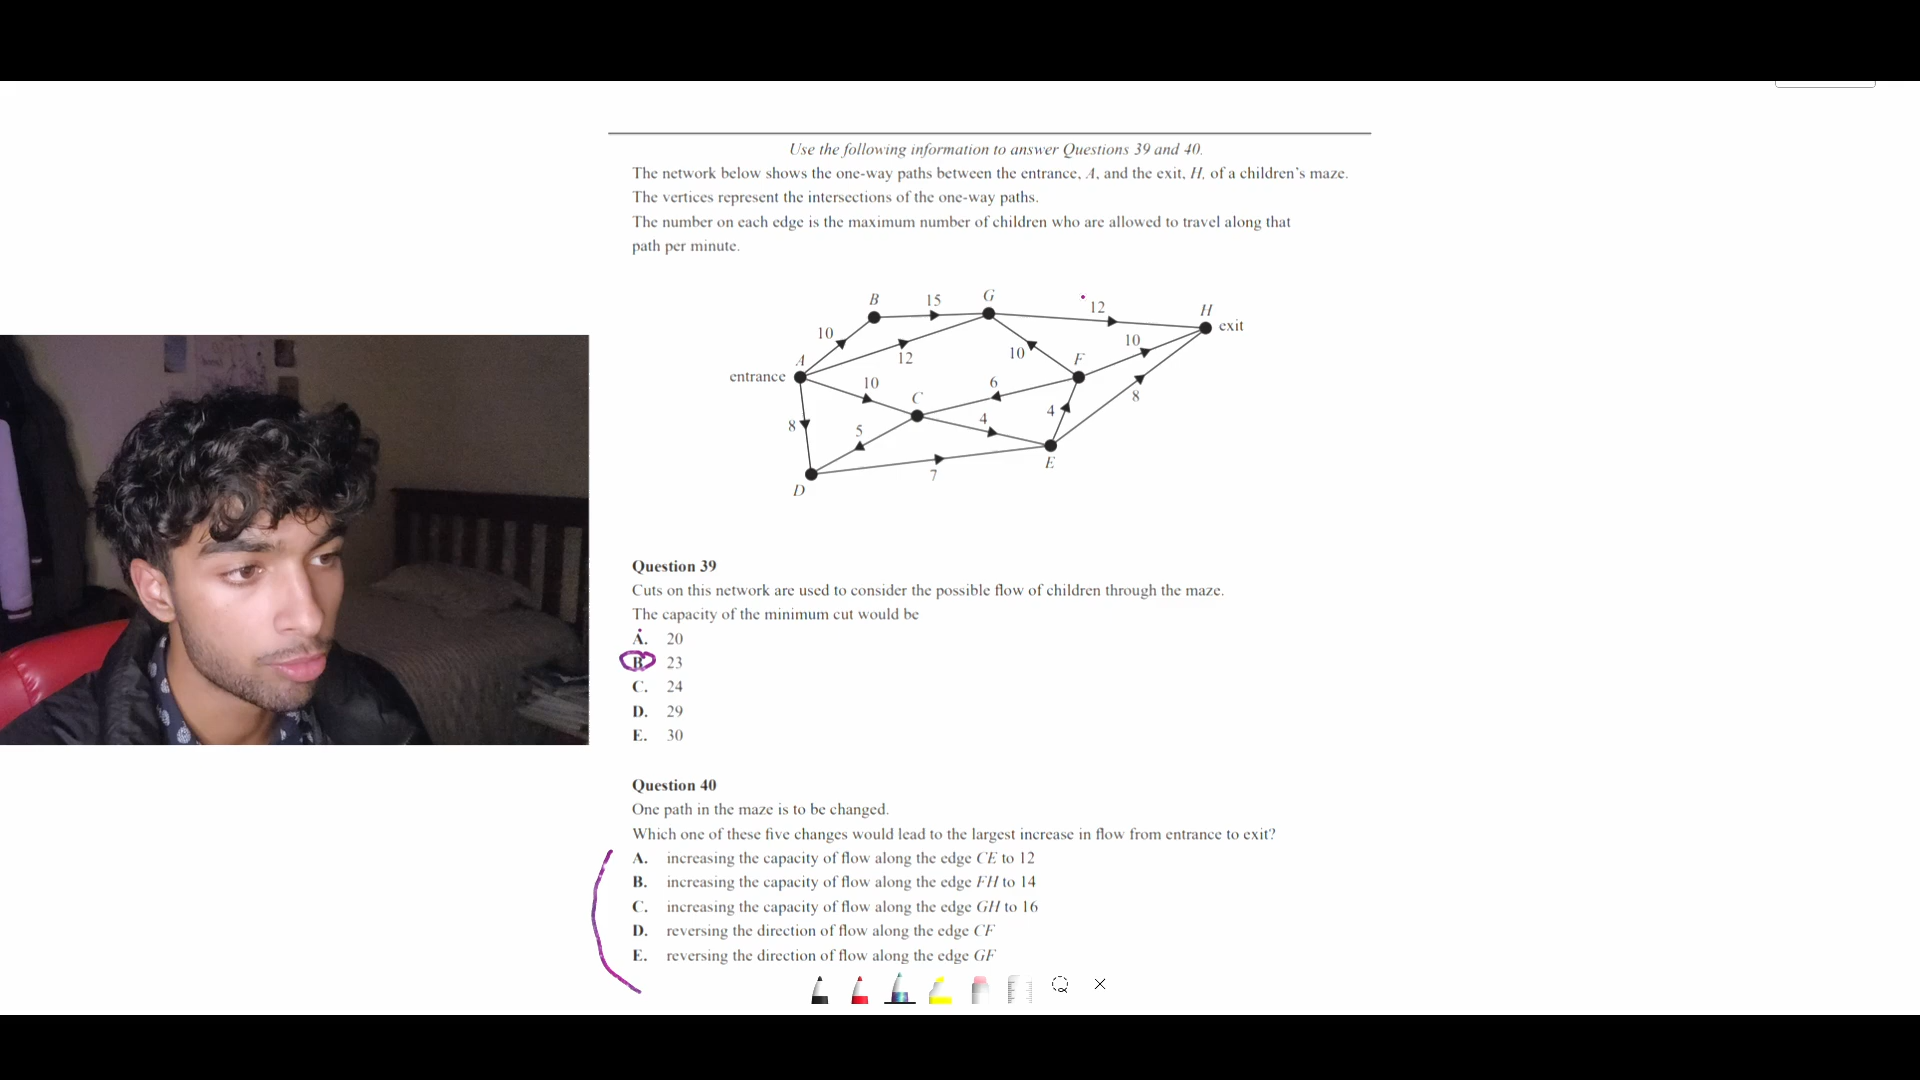 Use the following information to answer Questions 39 and 40.
The network below shows the one-way paths between the entrance, A, and the exit, H, of a children's maze.
The vertices represent the intersections of the one-way paths.
The number on each edge is the maximum number of children who are allowed to travel along that
path per minute.
B 15 G 12 H exit
10 12 10 F 10
entrance A
10 C 6 8
8 5 4 4
D 7 E
Question 39
Cuts on this network are used to consider the possible flow of children through the maze.
The capacity of the minimum cut would be
A. 20
B. 23
C. 24
D. 29
E. 30
Question 40
One path in the maze is to be changed.
Which one of these five changes would lead to the largest increase in flow from entrance to exit?
A. increasing the capacity of flow along the edge CE to 12
B. increasing the capacity of flow along the edge FH to 14
C. increasing the capacity of flow along the edge GH to 16
D. reversing the direction of flow along the edge CF
E. reversing the direction of flow along the edge GF